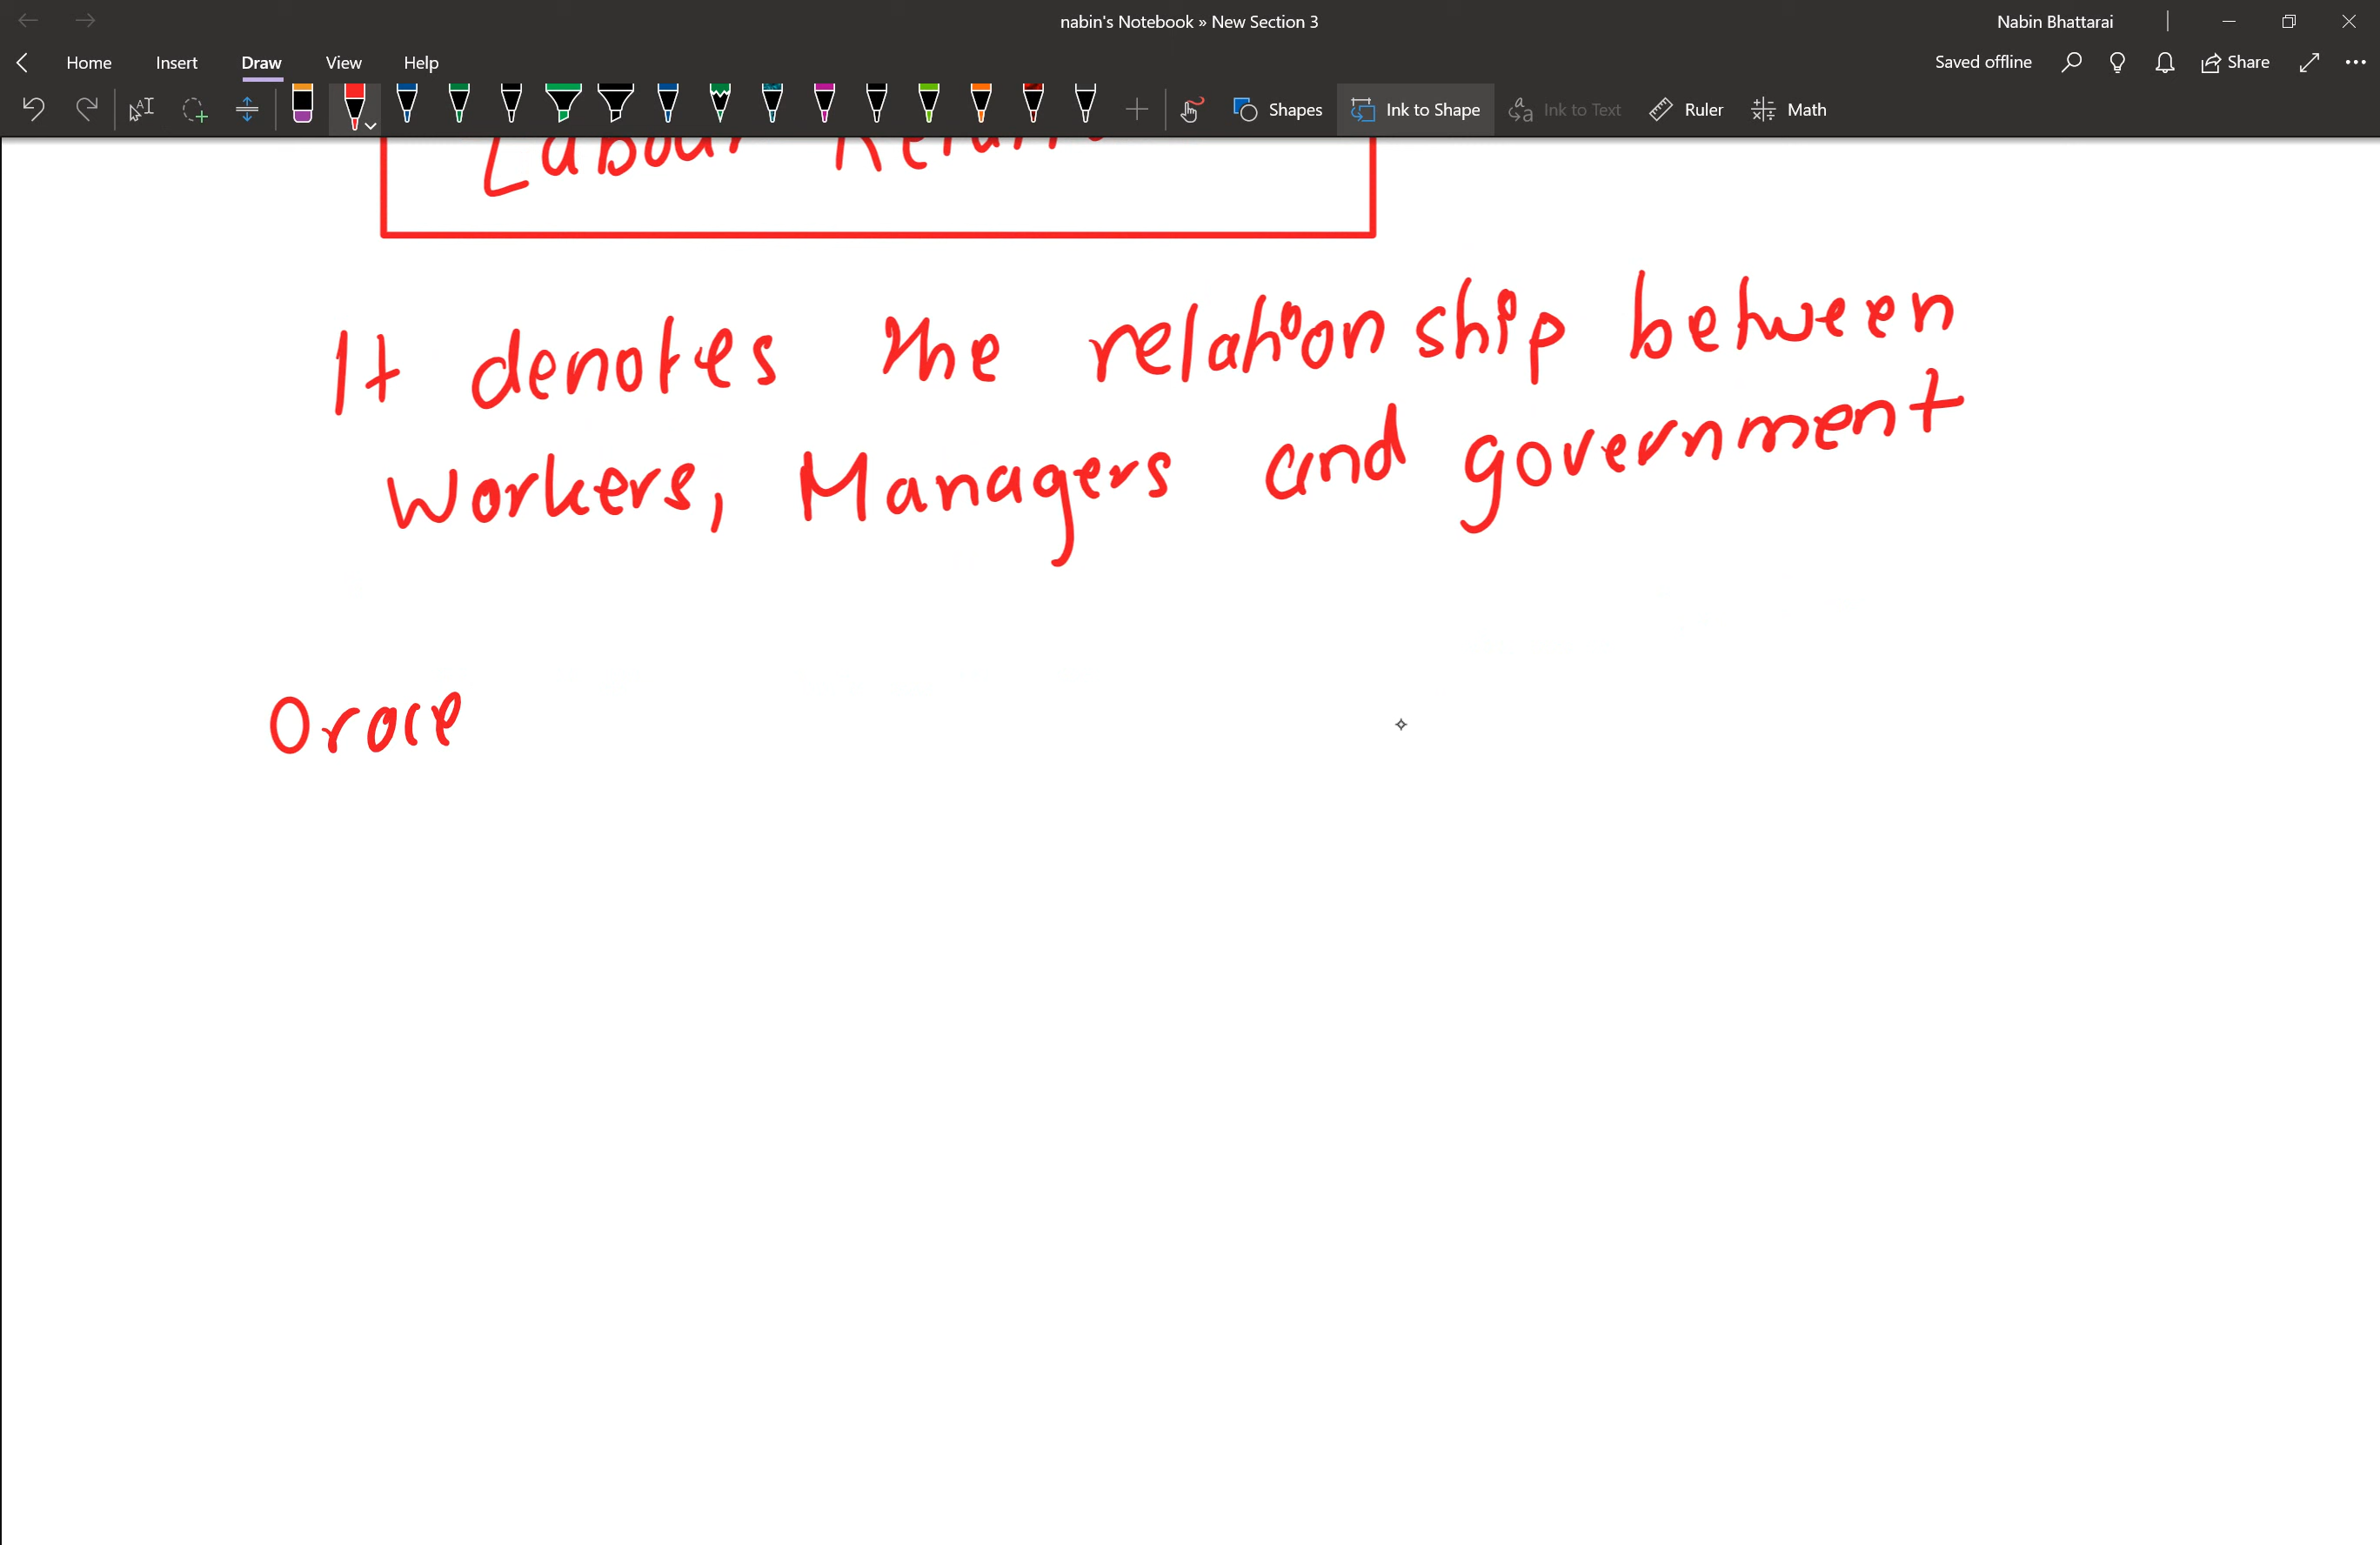 nabin's Notebook » New Section 3
Nabin Bhattarai
Home Insert Draw View Help
Saved offline
Share
Shapes Ink to Shape Ink to Text Ruler Math
Labour
It denotes the relationship between
workers, Managers and government